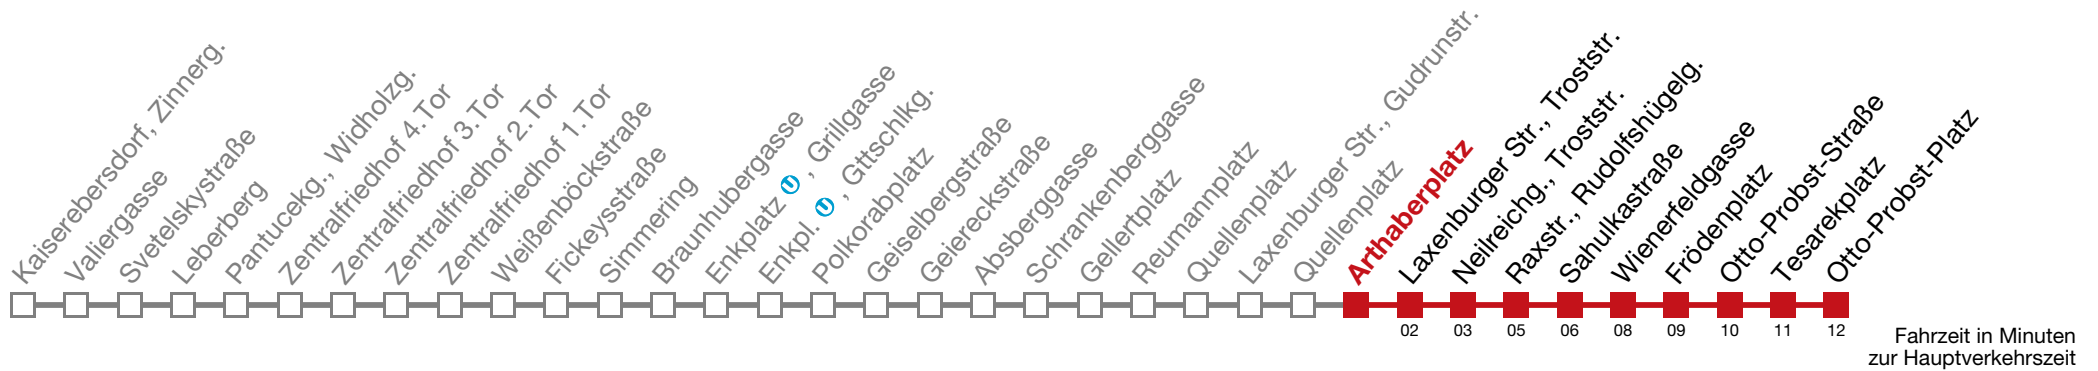 Kaiserebersdorf, Zinnerg.
Valiergasse
Svetelskystraße
Leberberg
Pantucekg., Widholzg.
Zentralfriedhof 4. Tor
Zentralfriedhof 3. Tor
Zentralfriedhof 2. Tor
Zentralfriedhof 1. Tor
Weißenböckstraße
Fickeysstraße
Simmering
Braunhubergasse
Enkplatz U, Grillgasse
Enkpl. U, Gttschlkg.
Polkorabplatz
Geiselbergstraße
Geiereckstraße
Absberggasse
Schrankenberggasse
Gellertplatz
Reumannplatz
Quellenplatz
Laxenburger Str., Gudrunstr.
Quellenplatz
Arthaberplatz
Laxenburger Str., Troststr.
Neilreichg., Troststr.
Raxstr., Rudolfshügelg.
Sahulkastraße
Wienerfeldgasse
Frödenplatz
Otto-Probst-Straße
Tesarekplatz
Otto-Probst-Platz
02 03 05 06 08 09 10 11 12
Fahrzeit in Minuten
zur Hauptverkehrszeit